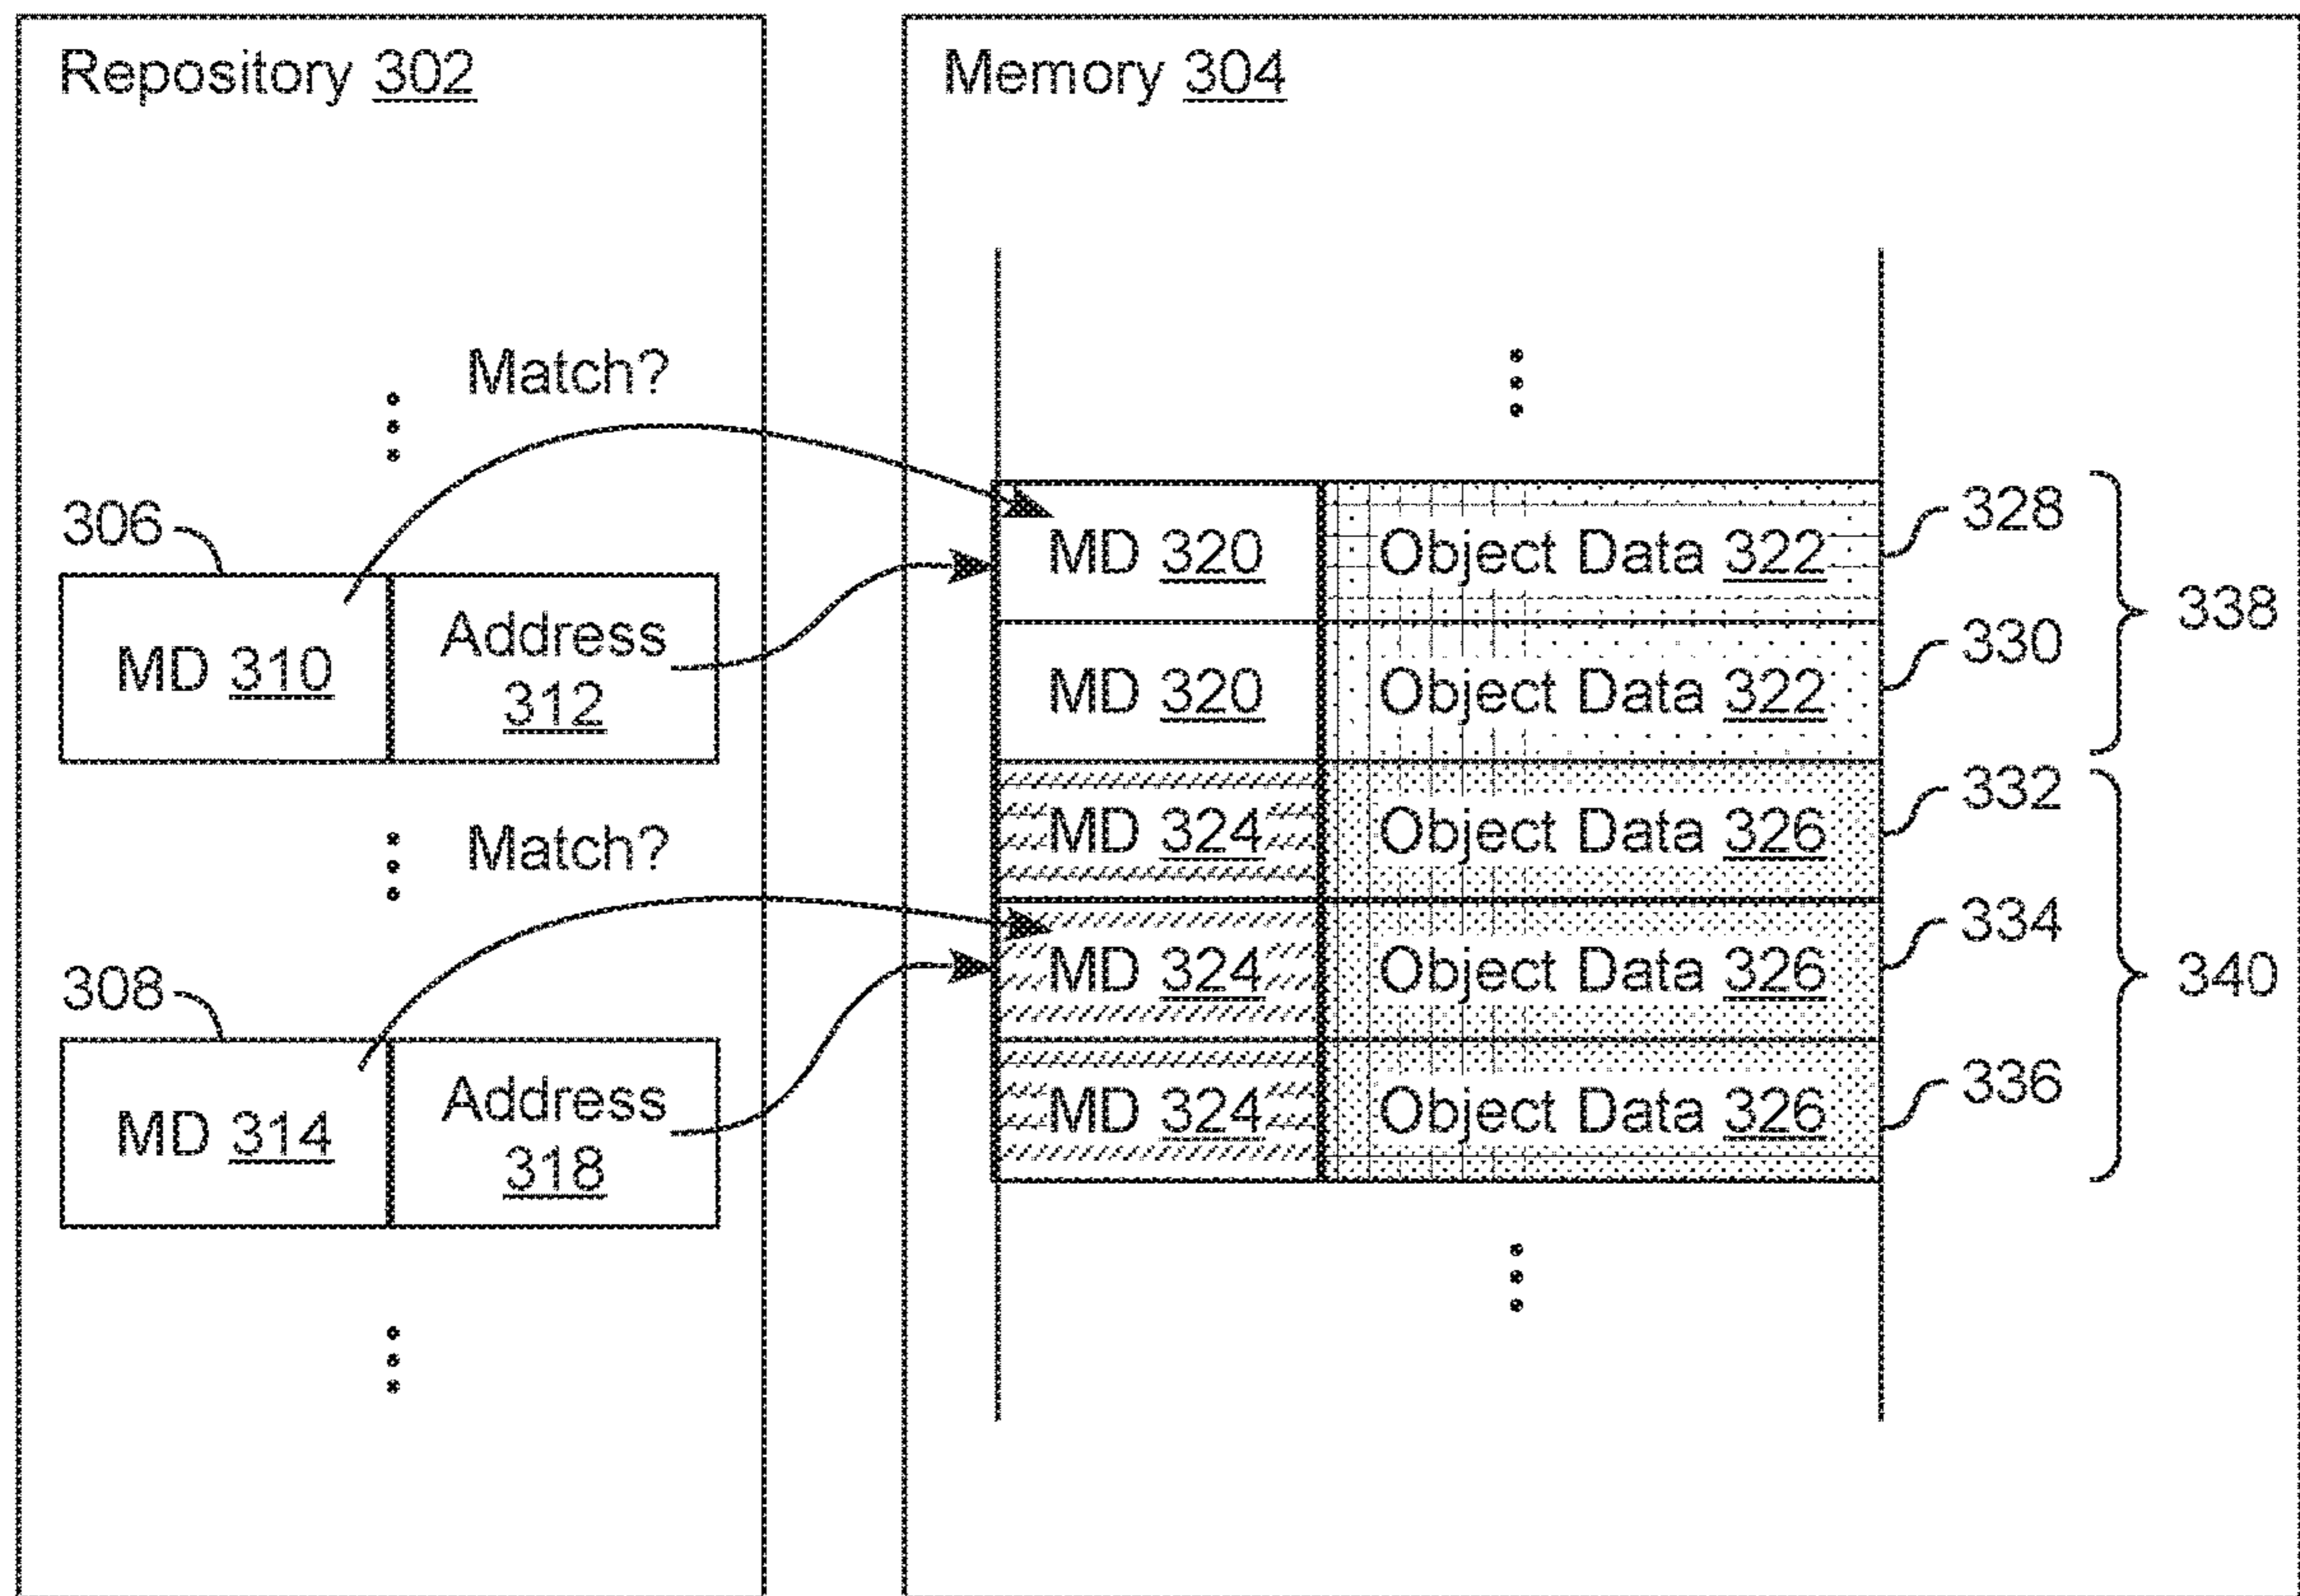 Repository 302
Memory 304
Match?
306
MD 310
Address
312
Match?
308
MD 314
Address
318
MD 320 Object Data 322
328
MD 320 Object Data 322
330
338
MD 324 Object Data 326
332
MD 324 Object Data 326
334
MD 324 Object Data 326
336
340